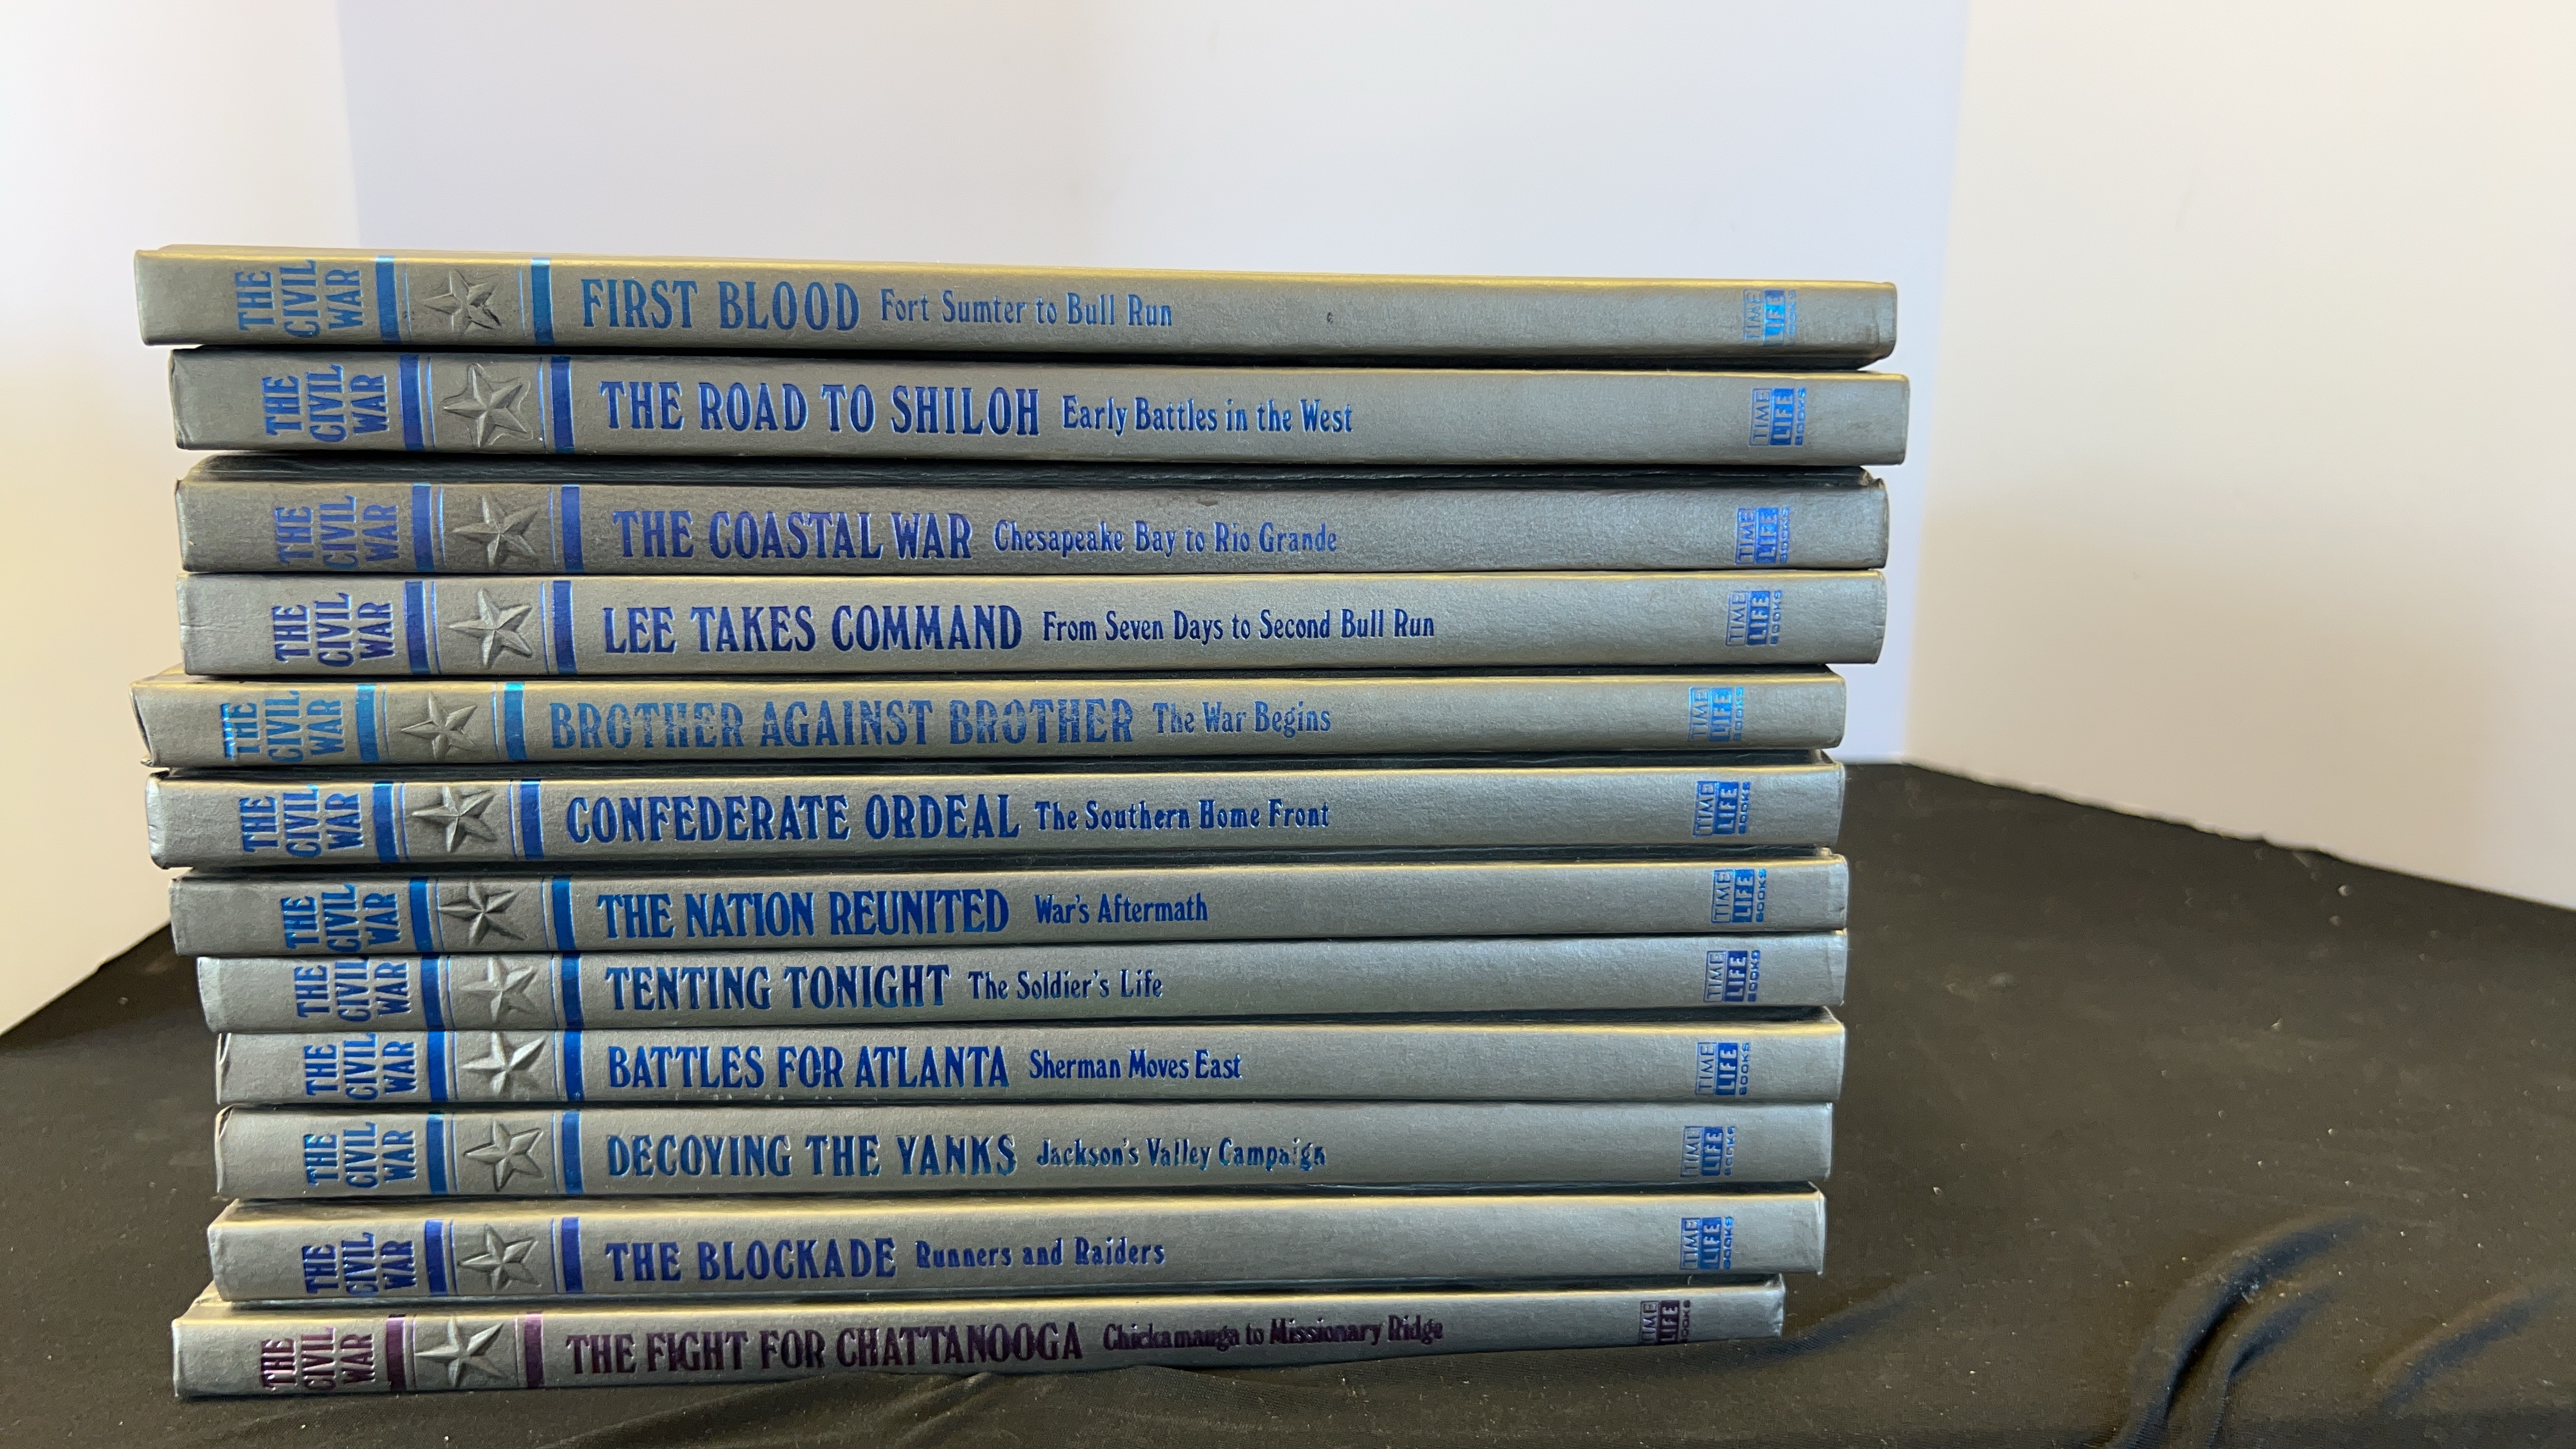 THE CIVIL WAR FIRST BLOOD Fort Sumter to Bull Run TIME LIFE BOOKS
THE CIVIL WAR THE ROAD TO SHILOH Early Battles in the West TIME LIFE BOOKS
THE CIVIL WAR THE COASTAL WAR Chesapeake Bay to Rio Grande TIME LIFE BOOKS
THE CIVIL WAR LEE TAKES COMMAND From Seven Days to Second Bull Run TIME LIFE BOOKS
THE CIVIL WAR BROTHER AGAINST BROTHER The War Begins TIME LIFE BOOKS
THE CIVIL WAR CONFEDERATE ORDEAL The Southern Home Front TIME LIFE BOOKS
THE CIVIL WAR THE NATION REUNITED War's Aftermath TIME LIFE BOOKS
THE CIVIL WAR TENTING TONIGHT The Soldier's Life TIME LIFE BOOKS
THE CIVIL WAR BATTLES FOR ATLANTA Sherman Moves East TIME LIFE BOOKS
THE CIVIL WAR DECOYING THE YANKS Jackson's Valley Campaign TIME LIFE BOOKS
THE CIVIL WAR THE BLOCKADE Runners and Raiders TIME LIFE BOOKS
THE CIVIL WAR THE FIGHT FOR CHATTANOOGA Chickamauga to Missionary Ridge TIME LIFE BOOKS